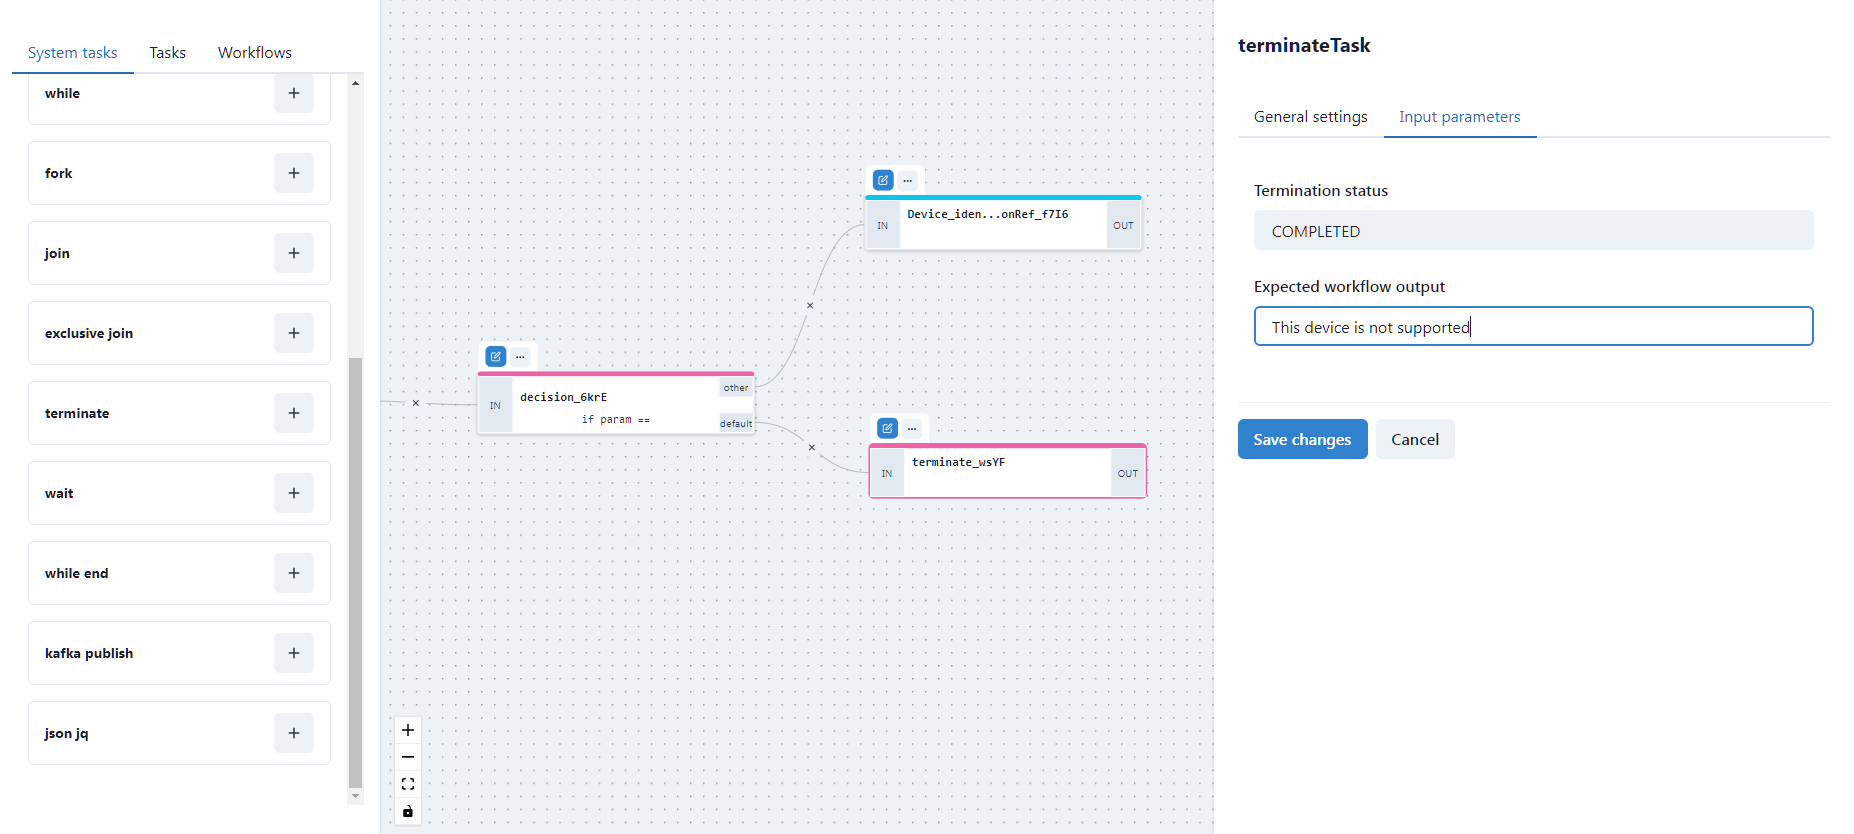 System tasks
Tasks
Workflows
while
+
fork
+
join
+
exclusive join
+
terminate
+
wait
+
while end
+
kafka publish
+
json jq
+
...
Device_iden...onRef_f7I6
IN
OUT
...
decision_6krE
IN
if param ==
other
default
...
terminate_wsYF
IN
OUT
terminateTask
General settings
Input parameters
Termination status
COMPLETED
Expected workflow output
This device is not supported
Save changes
Cancel